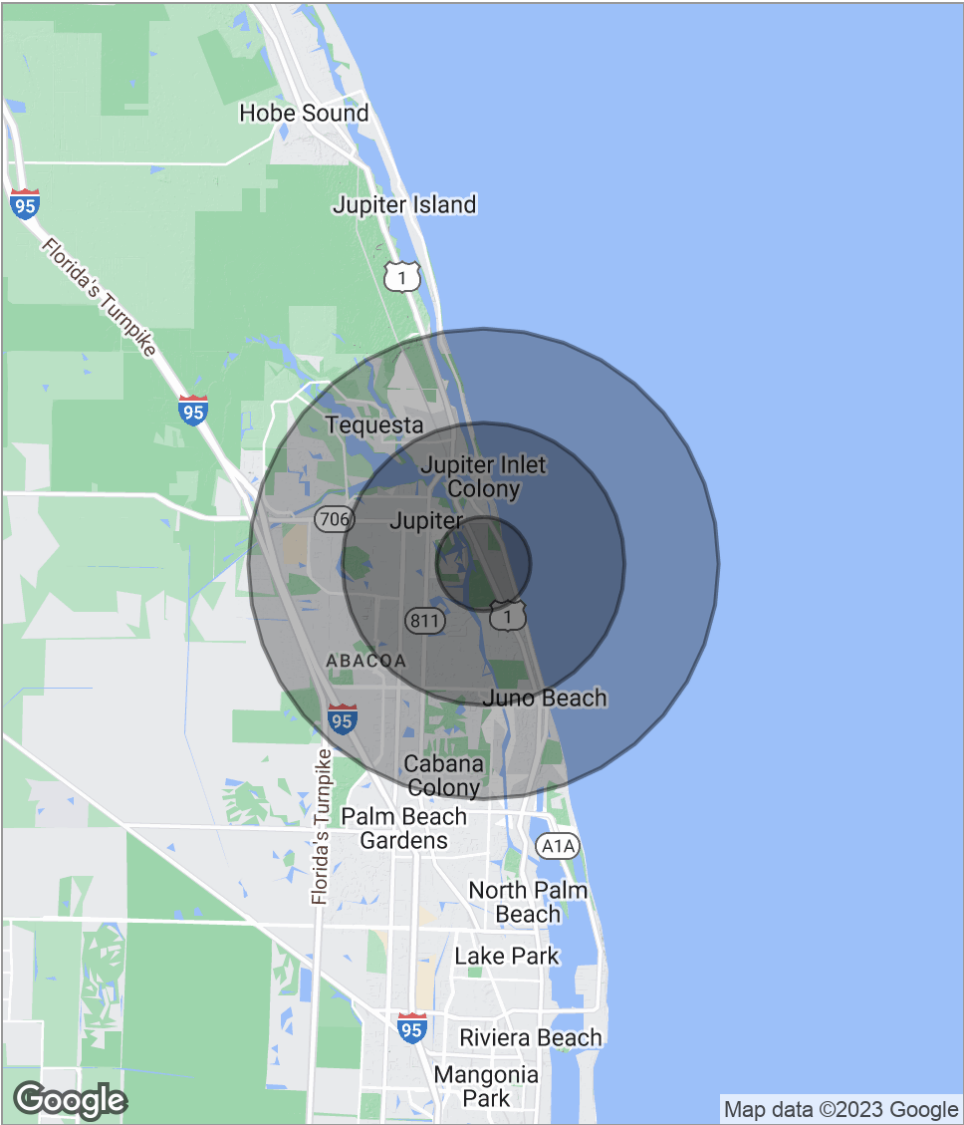 Hobe Sound
Jupiter Island
95
Florida's Turnpike
1
95
Tequesta
Jupiter Inlet
Colony
706
Jupiter
811
1
ABACOA
Juno Beach
95
Florida's Turnpike
Cabana
Colony
Palm Beach
Gardens
A1A
North Palm
Beach
Lake Park
95
Riviera Beach
Mangonia
Park
Google
Map data ©2023 Google